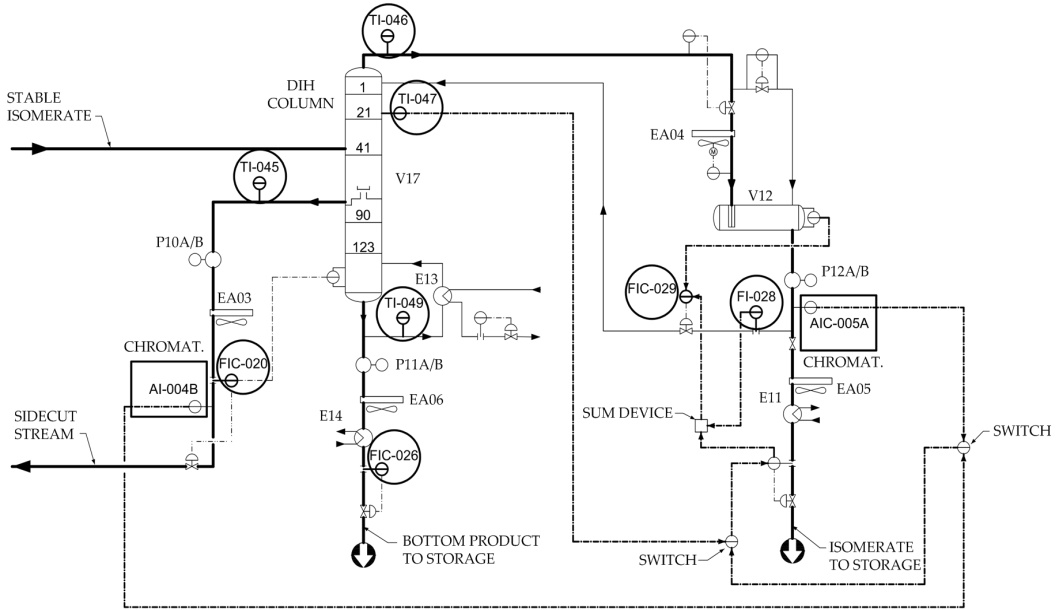 TI-046
DIH
COLUMN
1
TI-047
21
STABLE
ISOMERATE
41
EA04
M
TI-045
V17
V12
90
P10A/B
123
E13
FIC-029
FI-028
P12A/B
EA03
TI-049
AIC-005A
CHROMAT.
FIC-020
P11A/B
CHROMAT.
AI-004B
EA06
EA05
E14
E11
SIDECUT
STREAM
SUM DEVICE
SWITCH
FIC-026
BOTTOM PRODUCT
TO STORAGE
SWITCH
ISOMERATE
TO STORAGE